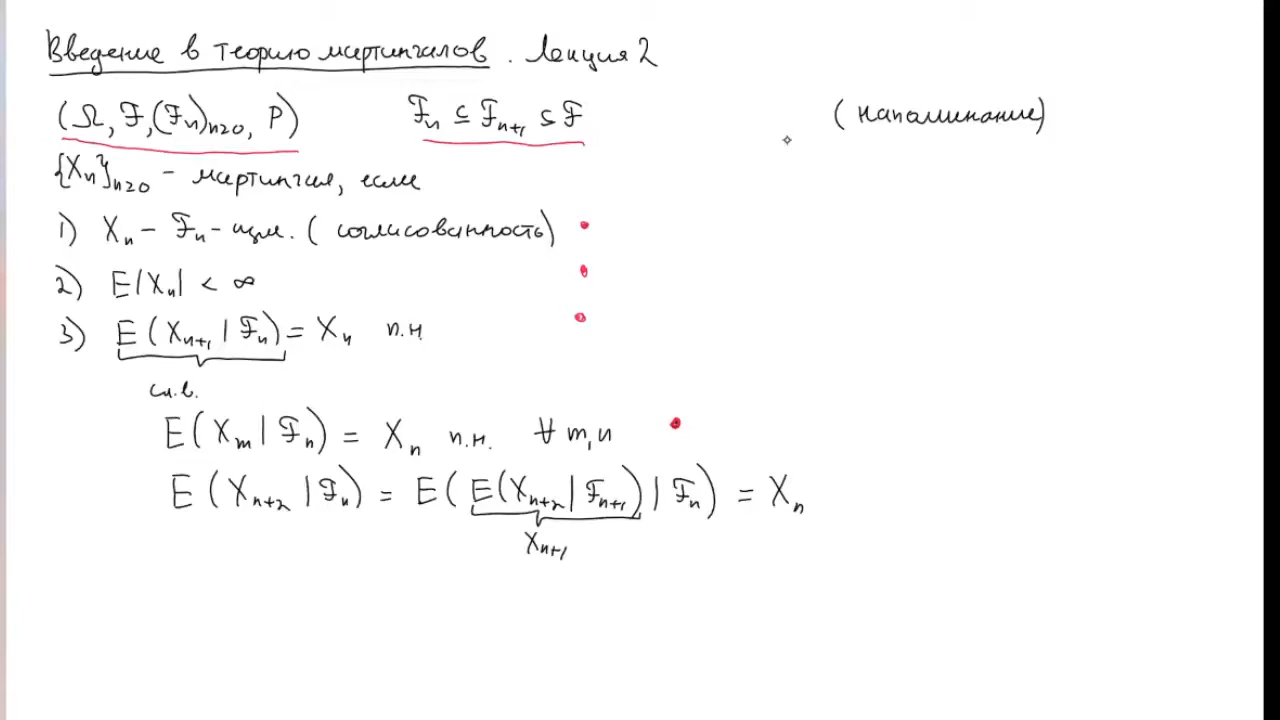 Введение в теорию мартингалов. Лекция 2
(Ω, ℱ, (ℱₙ)ₙ≥₀, P) ℱₙ ⊆ ℱₙ₊₁ ⊆ ℱ (напоминание)
{Xₙ}ₙ≥₀ - мартингал, если
1) Xₙ - ℱₙ - изм. (согласованность)
2) E|Xₙ| < ∞
3) E(Xₙ₊₁ | ℱₙ) = Xₙ п.н.
сл.в.
E(Xₘ | ℱₙ) = Xₙ п.н. ∀ m,n
E(Xₙ₊₂ | ℱₙ) = E(E(Xₙ₊₂ | ℱₙ₊₁) | ℱₙ) = Xₙ
Xₙ₊₁